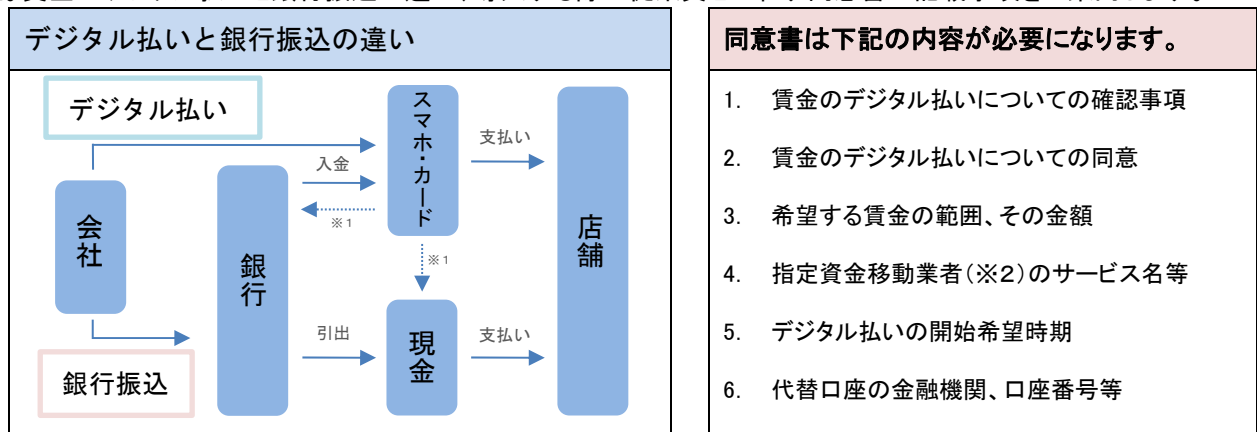 デジタル払いと銀行振込の違い
デジタル払い
会社
銀行振込
銀行
入金
※1
引出
スマホ・カード
※1
現金
支払い
支払い
店舗
同意書は下記の内容が必要になります。
1. 賃金のデジタル払いについての確認事項
2. 賃金のデジタル払いについての同意
3. 希望する賃金の範囲、その金額
4. 指定資金移動業者(※2)のサービス名等
5. デジタル払いの開始希望時期
6. 代替口座の金融機関、口座番号等